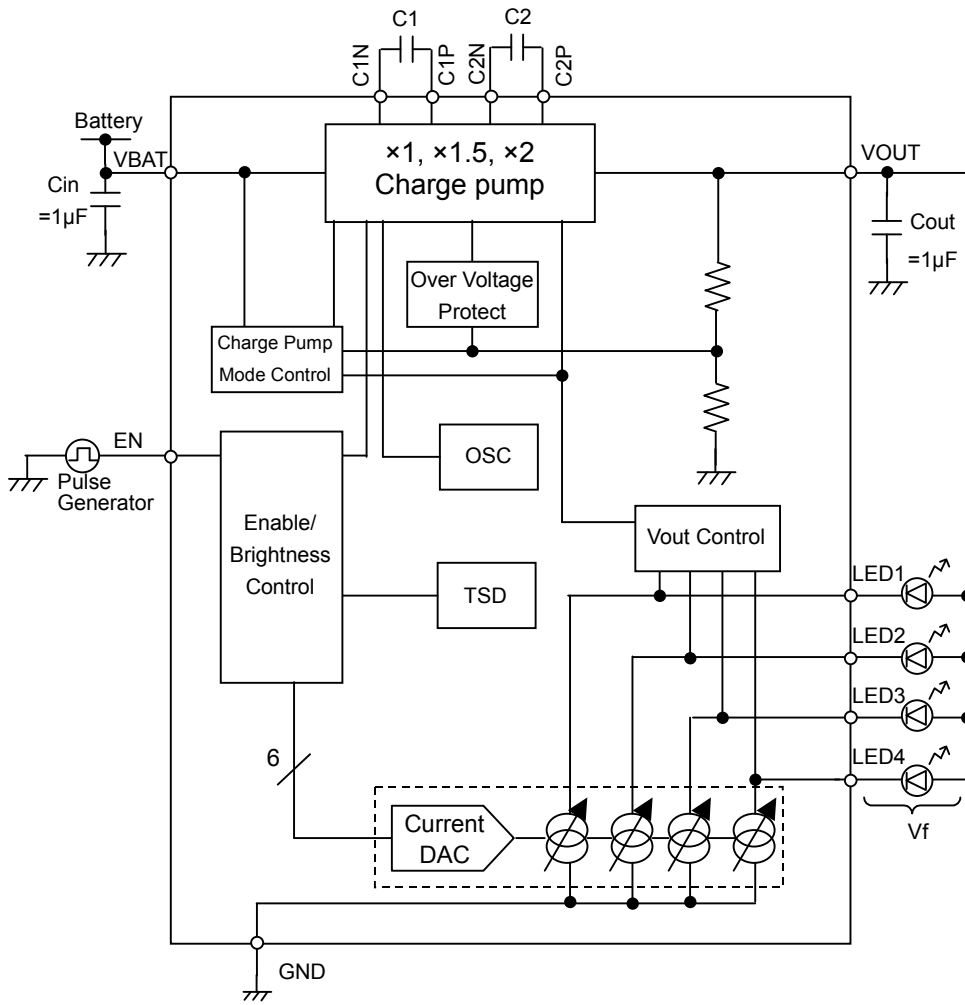 C1
C2
C1N
C1P
C2N
C2P
Battery
VBAT
Cin
=1μF
×1, ×1.5, ×2
Charge pump
VOUT
Cout
=1μF
Over Voltage
Protect
Charge Pump
Mode Control
EN
Pulse
Generator
OSC
Enable/
Brightness
Control
Vout Control
TSD
LED1
LED2
LED3
LED4
6
Current
DAC
Vf
GND